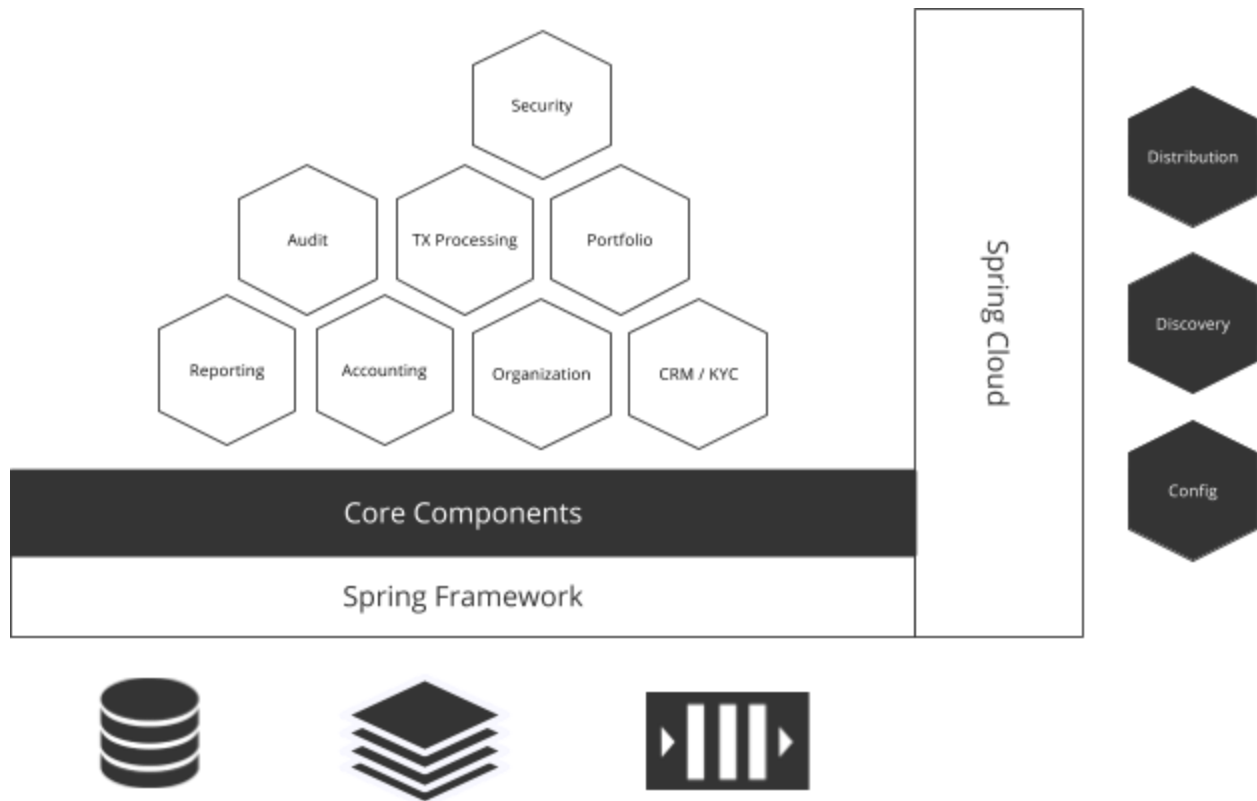 Security
Audit
TX Processing
Portfolio
Reporting
Accounting
Organization
CRM / KYC
Core Components
Spring Framework
Spring Cloud
Distribution
Discovery
Config